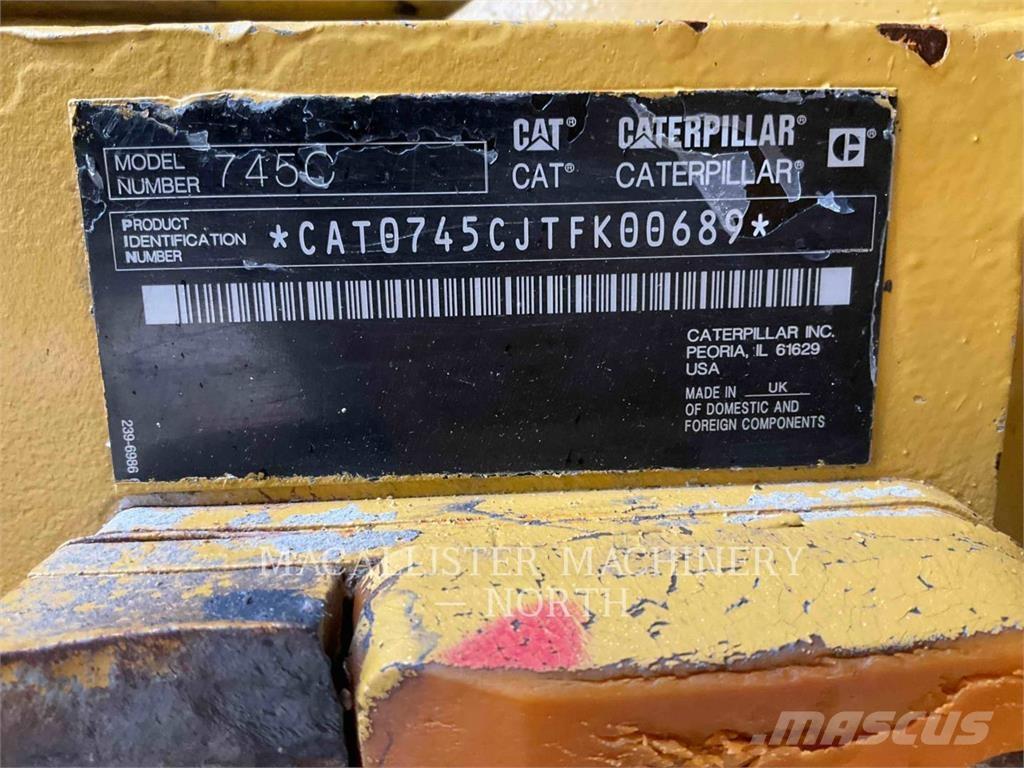 MODEL NUMBER 745C
CAT® CATERPILLAR® C®
CAT® CATERPILLAR®
PRODUCT IDENTIFICATION NUMBER *CAT0745CJTFK00689*
CATERPILLAR INC.
PEORIA, IL 61629
USA
MADE IN UK
OF DOMESTIC AND
FOREIGN COMPONENTS
239-6986
MACALLISTER MACHINERY
– NORTH
MASCUS